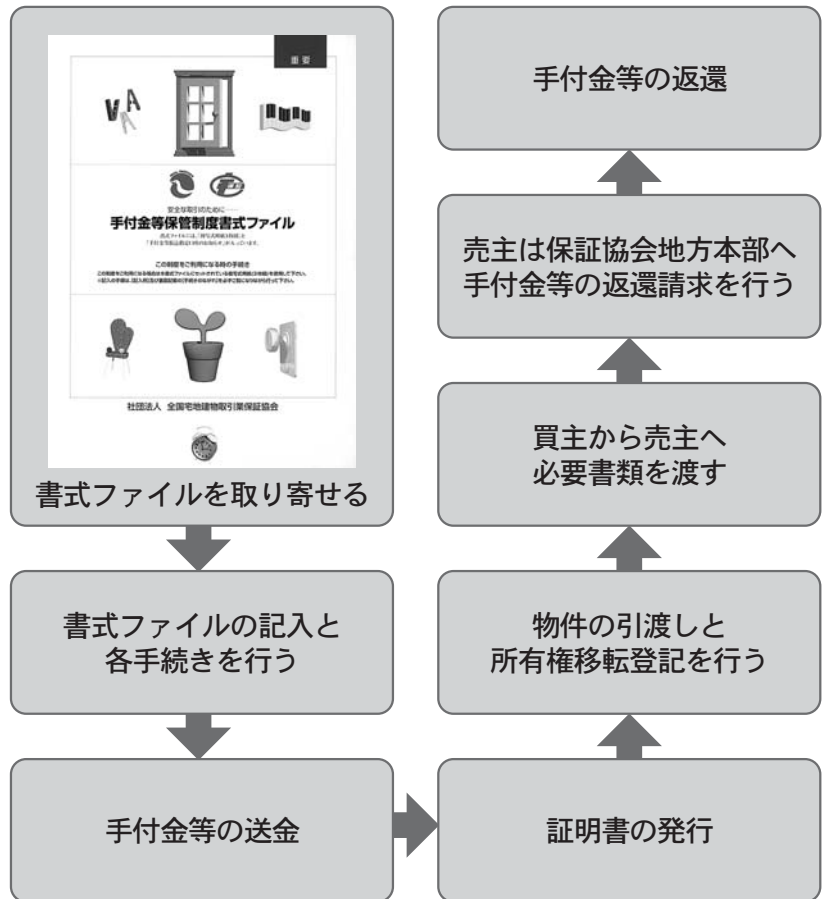 重要
安全な取引のために……
手付金等保管制度書式ファイル
この制度をご利用になる時の手続き
社団法人 全国宅地建物取引業保証協会
書式ファイルを取り寄せる
書式ファイルの記入と
各手続きを行う
手付金等の送金
証明書の発行
物件の引渡しと
所有権移転登記を行う
買主から売主へ
必要書類を渡す
売主は保証協会地方本部へ
手付金等の返還請求を行う
手付金等の返還